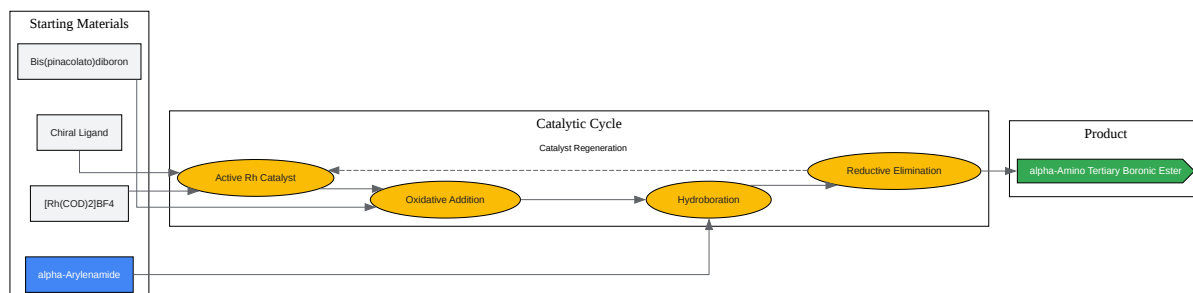 Starting Materials
Bis(pinacolato)diboron
Chiral Ligand
[Rh(COD)2]BF4
alpha-Arylenamide
Catalytic Cycle
Catalyst Regeneration
Active Rh Catalyst
Oxidative Addition
Hydroboration
Reductive Elimination
Product
alpha-Amino Tertiary Boronic Ester